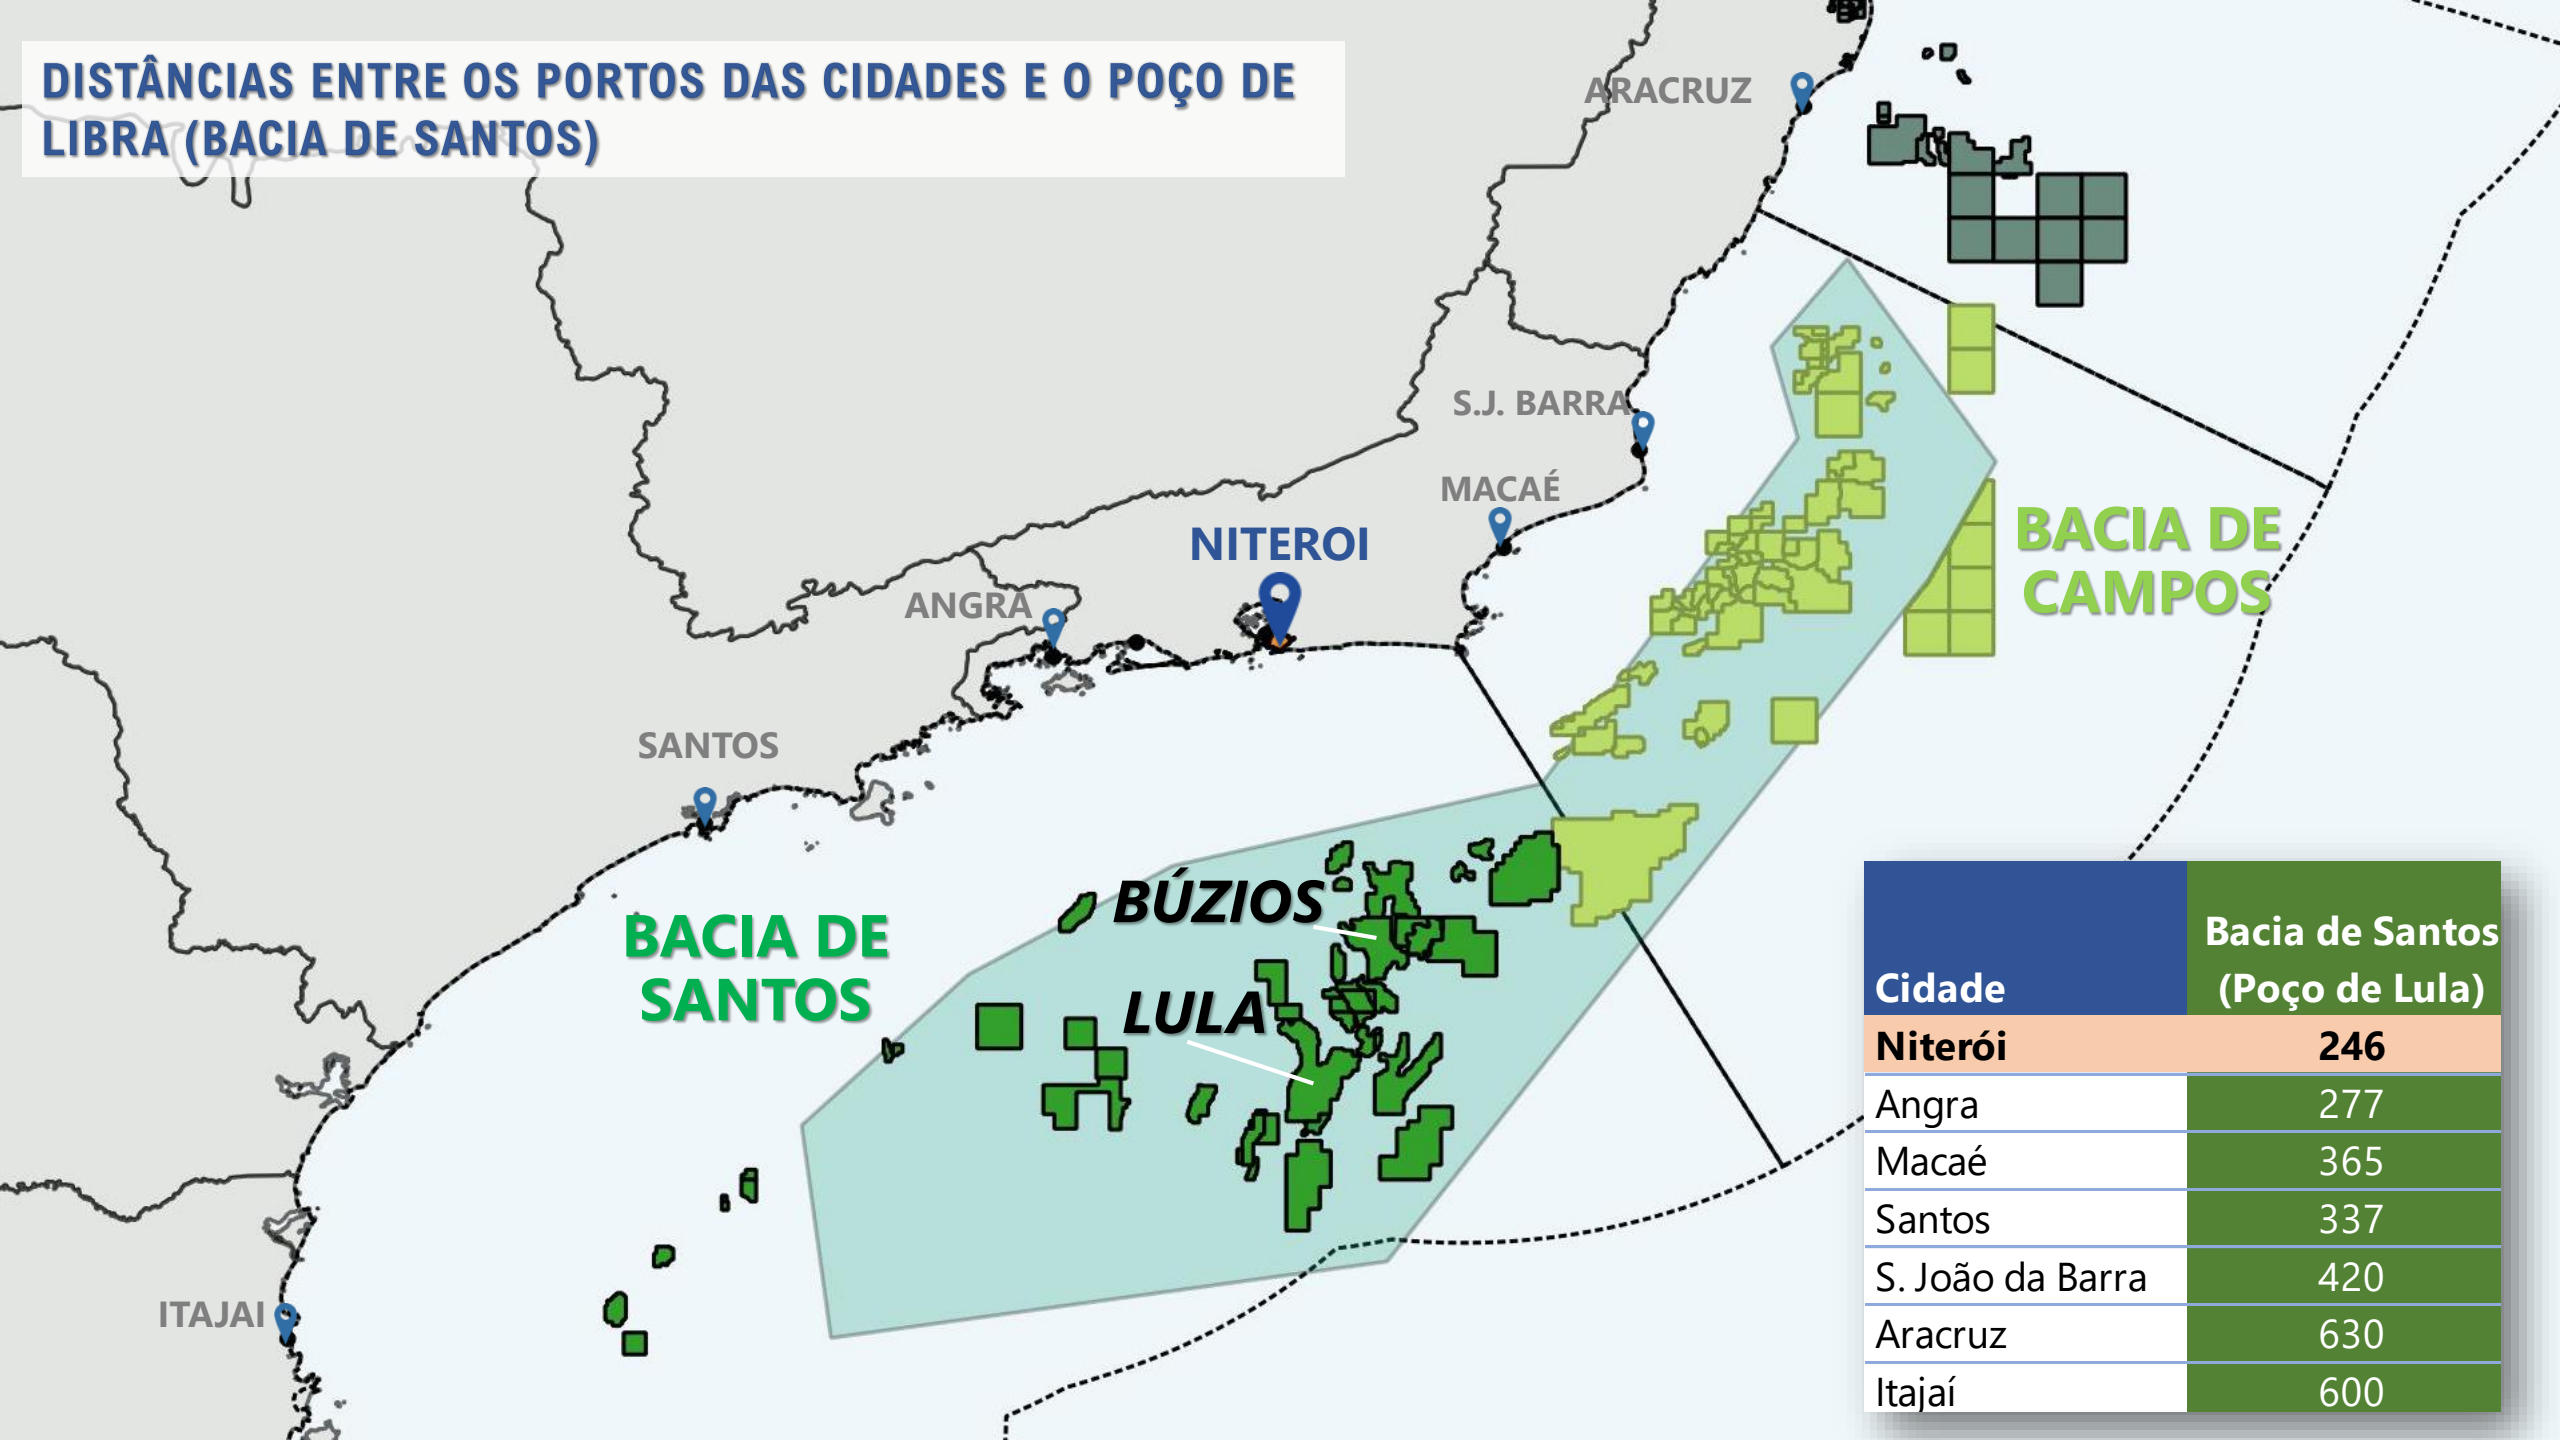 DISTÂNCIAS ENTRE OS PORTOS DAS CIDADES E O POÇO DE
LIBRA (BACIA DE SANTOS)
ARACRUZ
S.J. BARRA
MACAÉ
NITEROI
ANGRA
SANTOS
BACIA DE
CAMPOS
BÚZIOS
BACIA DE
SANTOS
LULA
ITAJAI
Cidade
Bacia de Santos
(Poço de Lula)
Niterói 246
Angra 277
Macaé 365
Santos 337
S. João da Barra 420
Aracruz 630
Itajaí 600